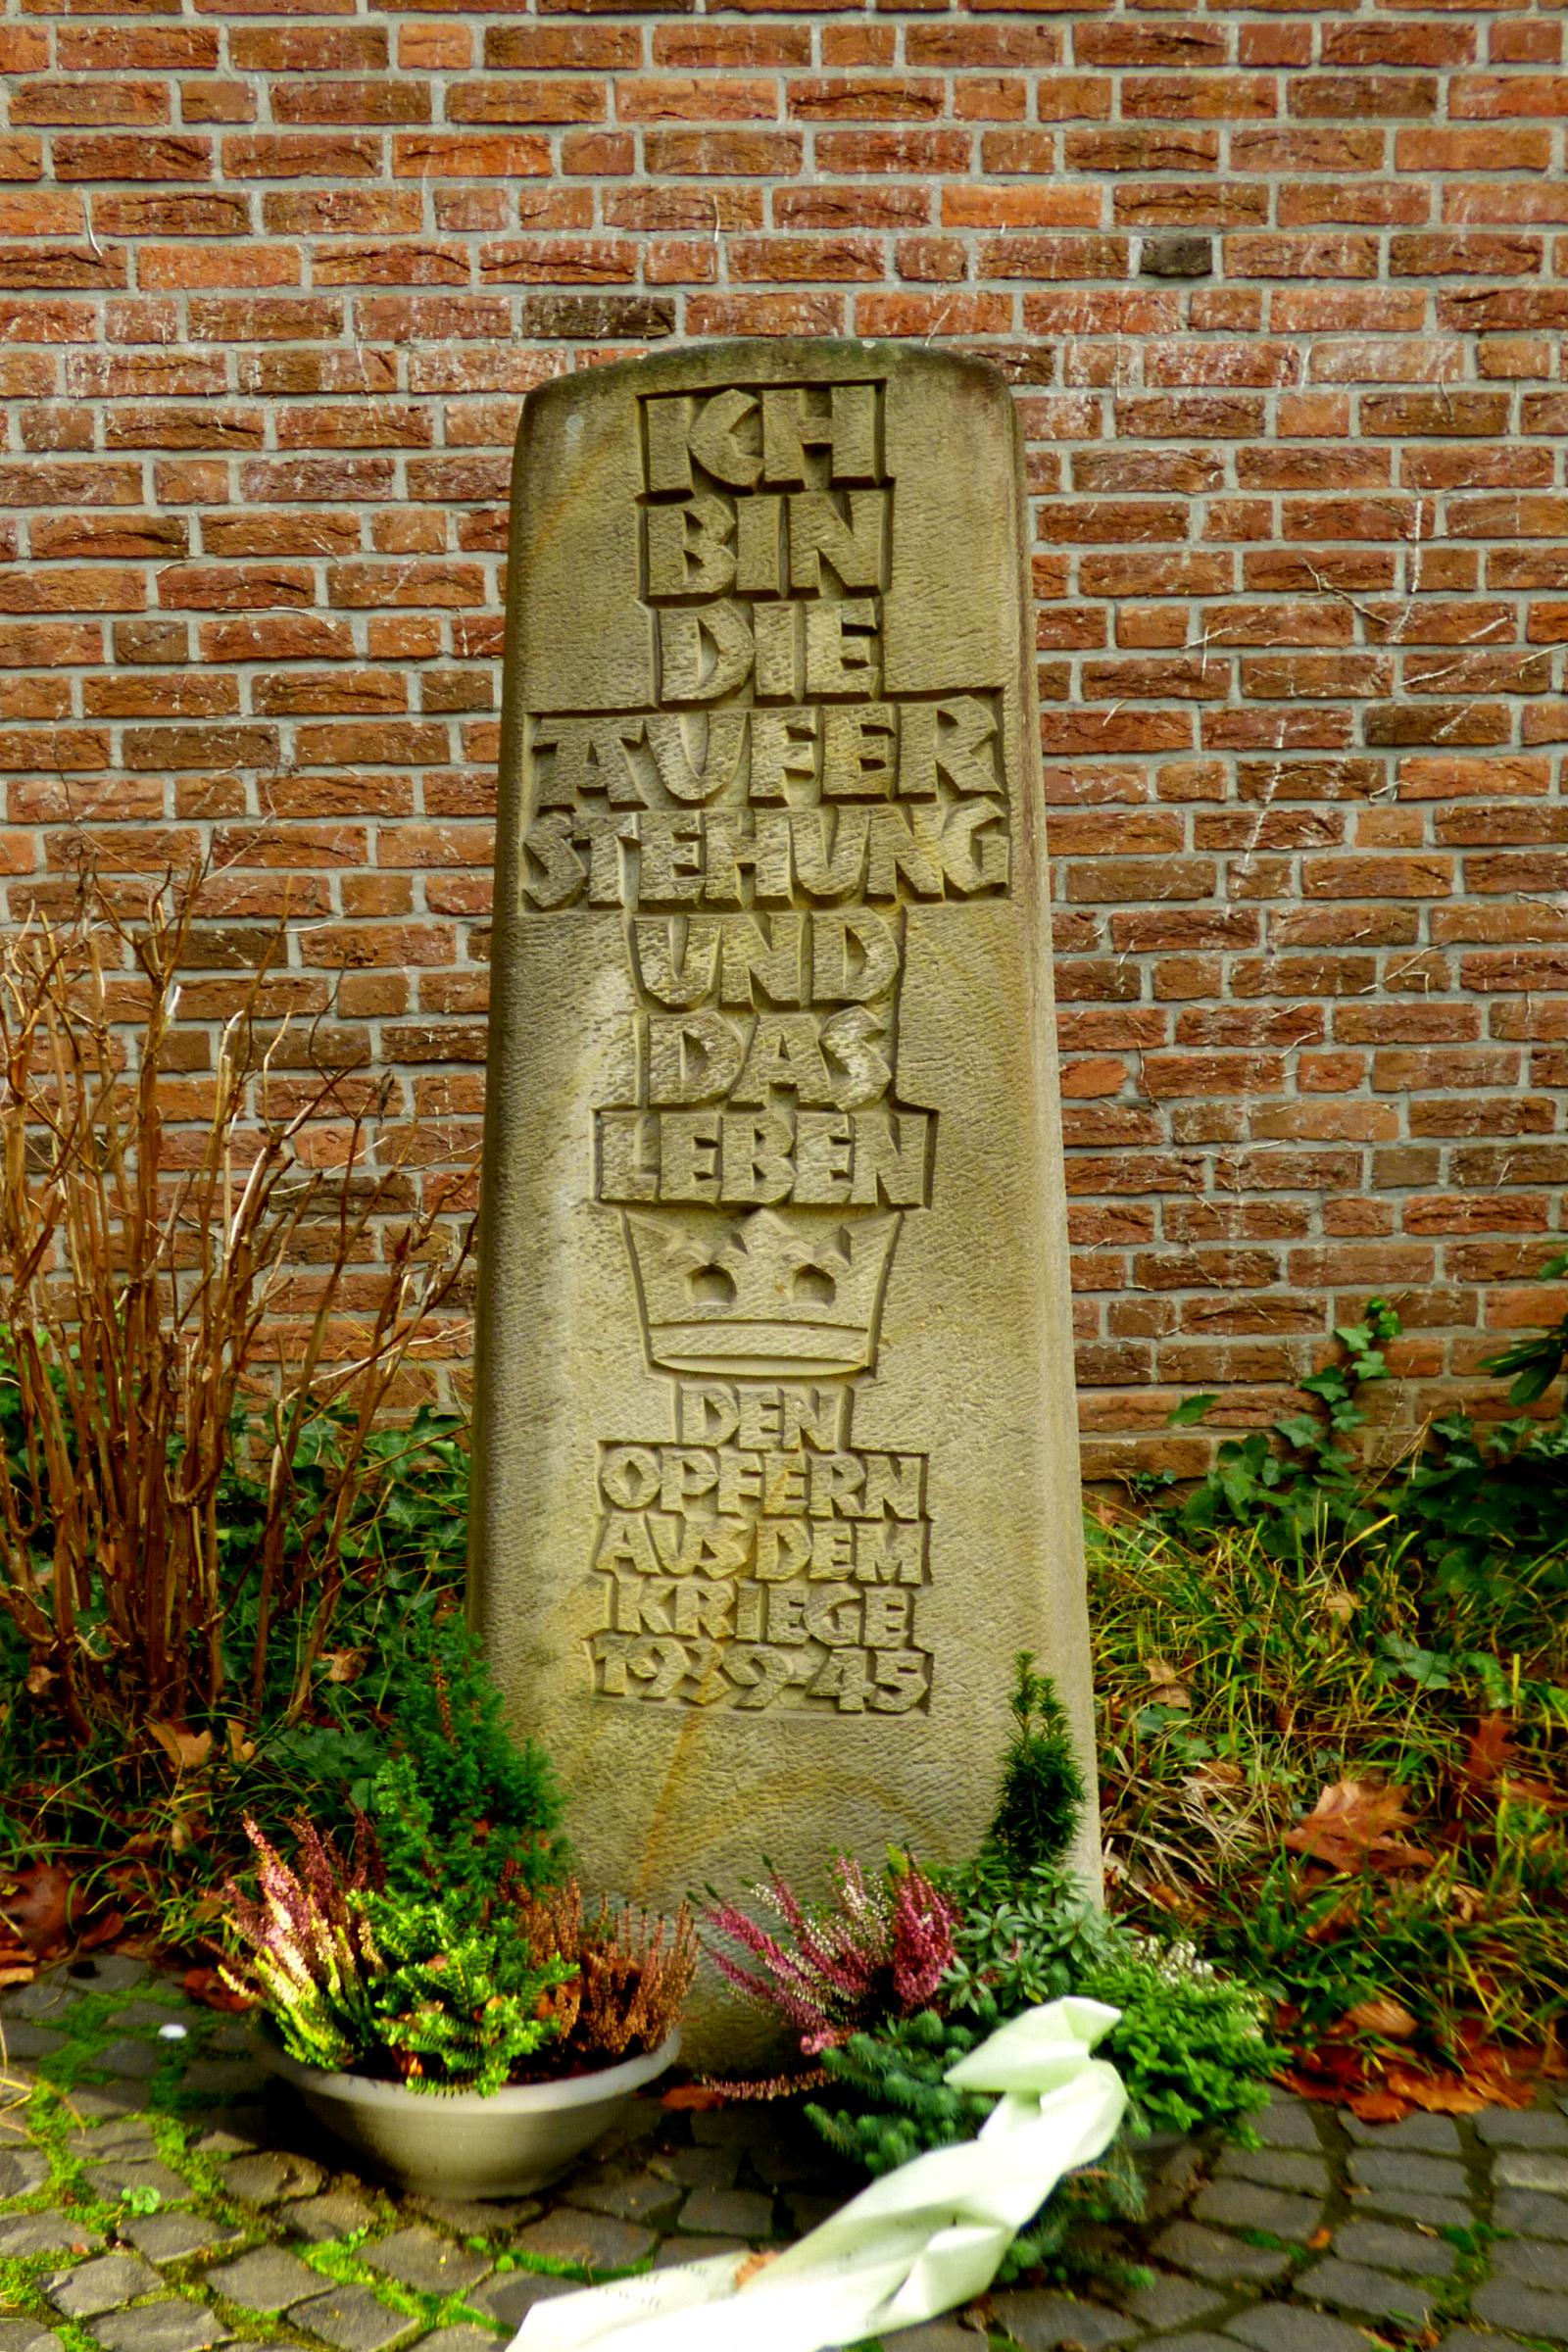 ICH
BIN
DIE
AUFER
STEHUNG
UND
DAS
LEBEN
DEN
OPFERN
AUS DEM
KRIEGE
1939-45